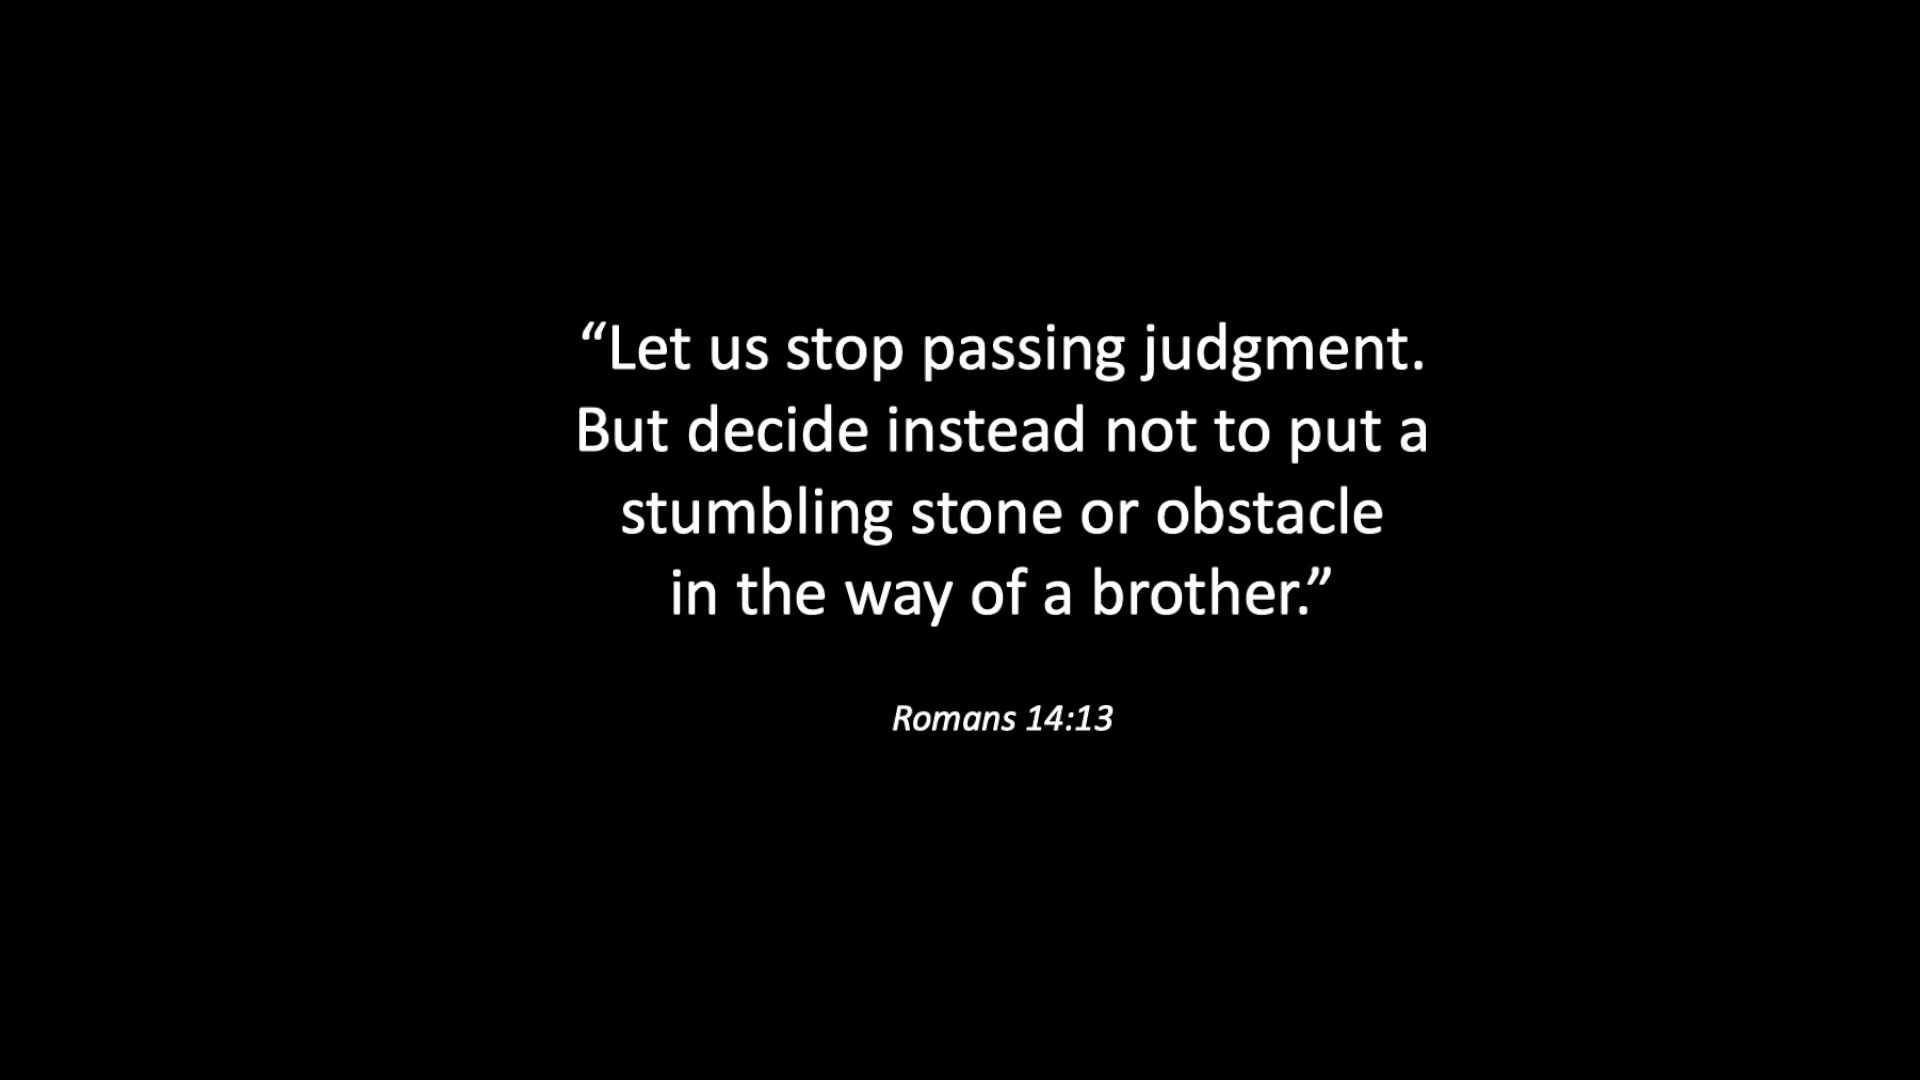 “Let us stop passing judgment.
But decide instead not to put a
stumbling stone or obstacle
in the way of a brother.”
Romans 14:13